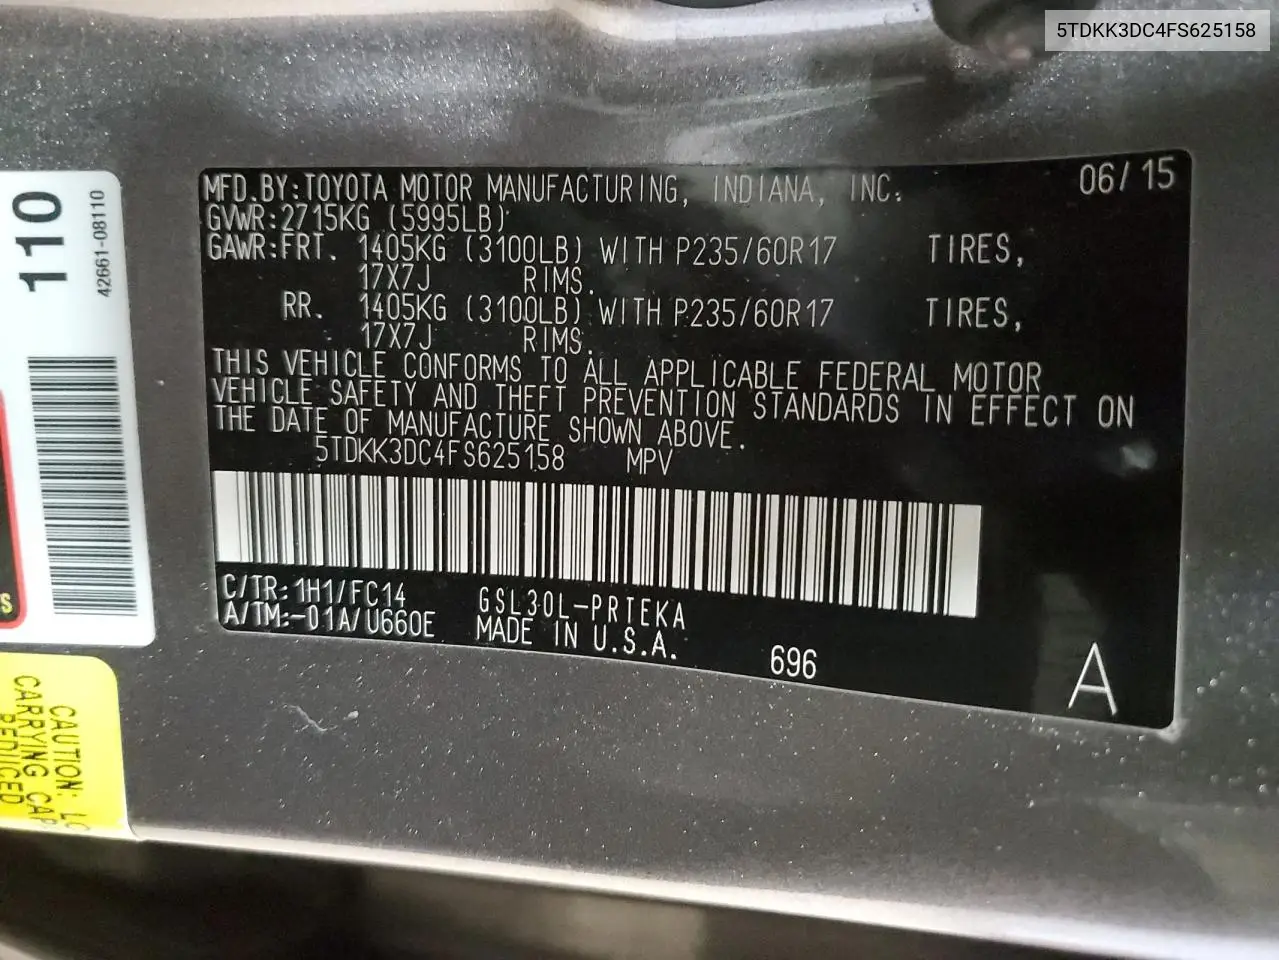 5TDKK3DC4FS625158
MFD.BY:TOYOTA MOTOR MANUFACTURING, INDIANA, INC. 06/15
GVWR:2715KG (5995LB)
GAWR:FRT. 1405KG (3100LB) WITH P235/60R17 TIRES,
17X7J RIMS.
RR. 1405KG (3100LB) WITH P235/60R17 TIRES,
17X7J RIMS.
THIS VEHICLE CONFORMS TO ALL APPLICABLE FEDERAL MOTOR
VEHICLE SAFETY AND THEFT PREVENTION STANDARDS IN EFFECT ON
THE DATE OF MANUFACTURE SHOWN ABOVE.
5TDKK3DC4FS625158 MPV
C/TR:1H1/FC14 GSL30L-PRTEKA
A/TM:-01A/U660E MADE IN U.S.A.
696
A
110
42661-08110
CAUTION:
CARRYING
REDUCED